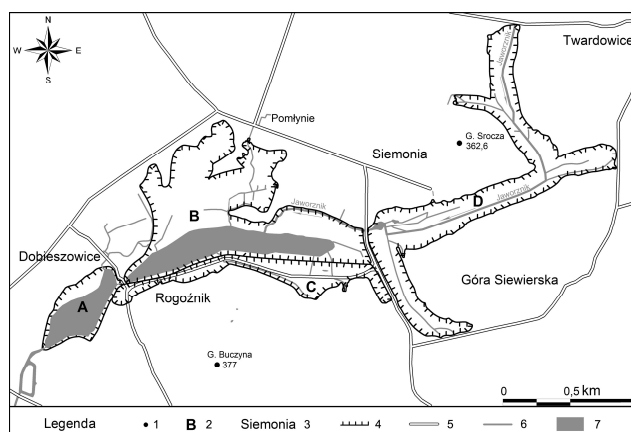 N
W E
S
Twardowice
Jaworznik
Pomłynie
G. Srocza
362,6
Siemonia
Jaworznik
D
Jaworznik
B
Dobieszowice
Góra Siewierska
A
Rogoźnik
C
G. Buczyna
377
0 0,5 km
Legenda 1 B 2 Siemonia 3 4 5 6 7